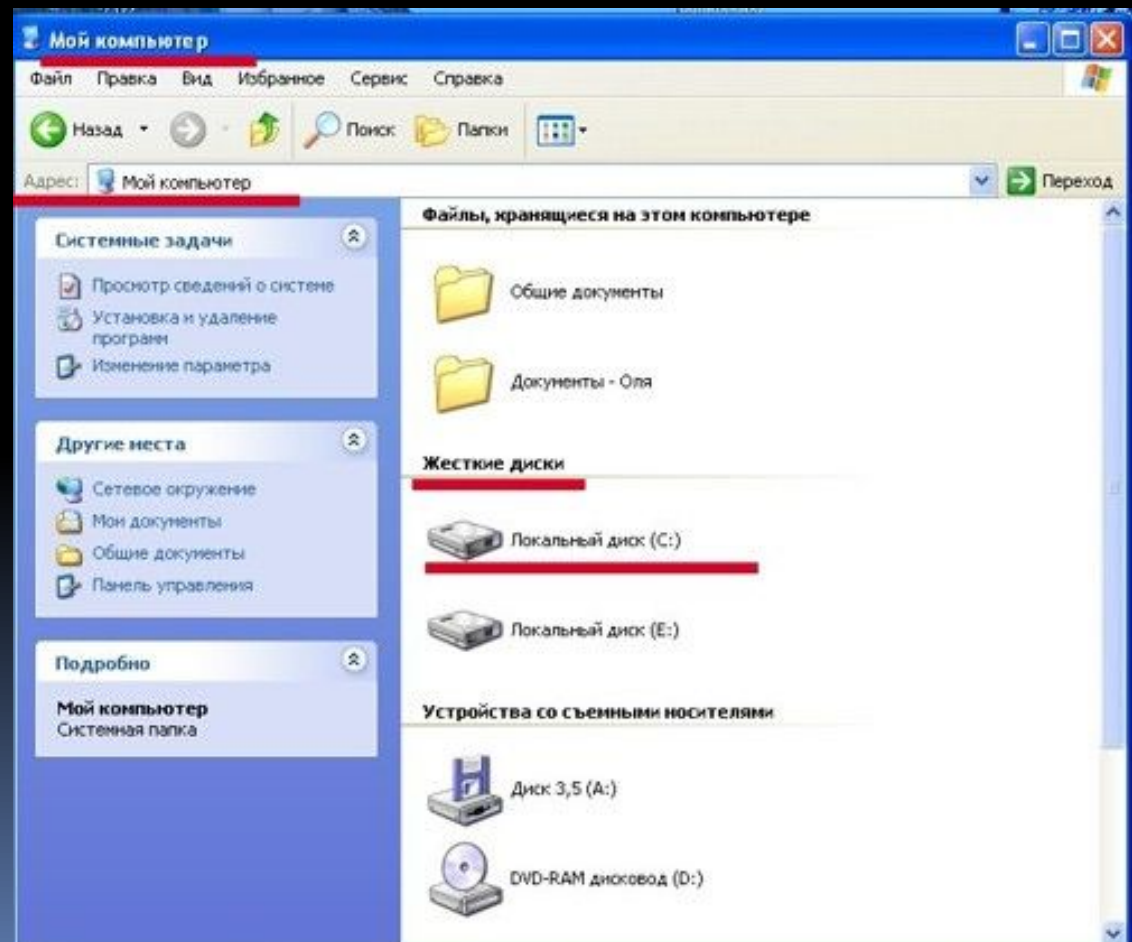 Мой компьютер
Файл Правка Вид Избранное Сервис Справка
Назад Поиск Папки
Адрес: Мой компьютер Переход
Системные задачи
Просмотр сведений о системе
Установка и удаление
программ
Изменение параметра
Другие места
Сетевое окружение
Мои документы
Общие документы
Панель управления
Подробно
Мой компьютер
Системная папка
Файлы, хранящиеся на этом компьютере
Общие документы
Документы - Оля
Жесткие диски
Локальный диск (C:)
Локальный диск (E:)
Устройства со съемными носителями
Диск 3,5 (A:)
DVD-RAM дисковод (D:)